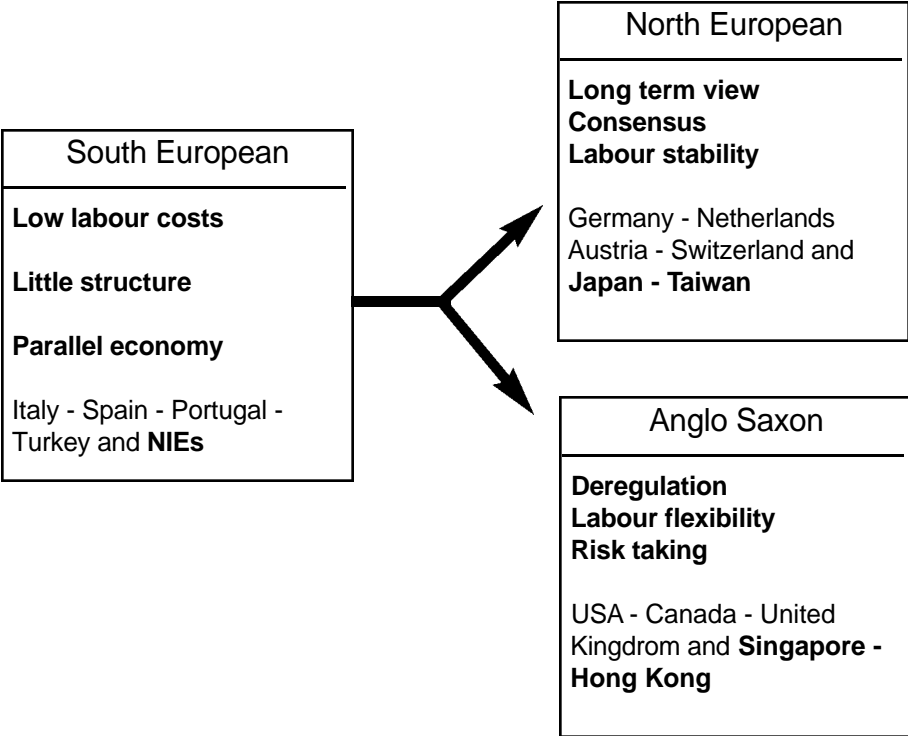 South European
Low labour costs
Little structure
Parallel economy
Italy - Spain - Portugal -
Turkey and NIEs
North European
Long term view
Consensus
Labour stability
Germany - Netherlands
Austria - Switzerland and
Japan - Taiwan
Anglo Saxon
Deregulation
Labour flexibility
Risk taking
USA - Canada - United
Kingdrom and Singapore -
Hong Kong